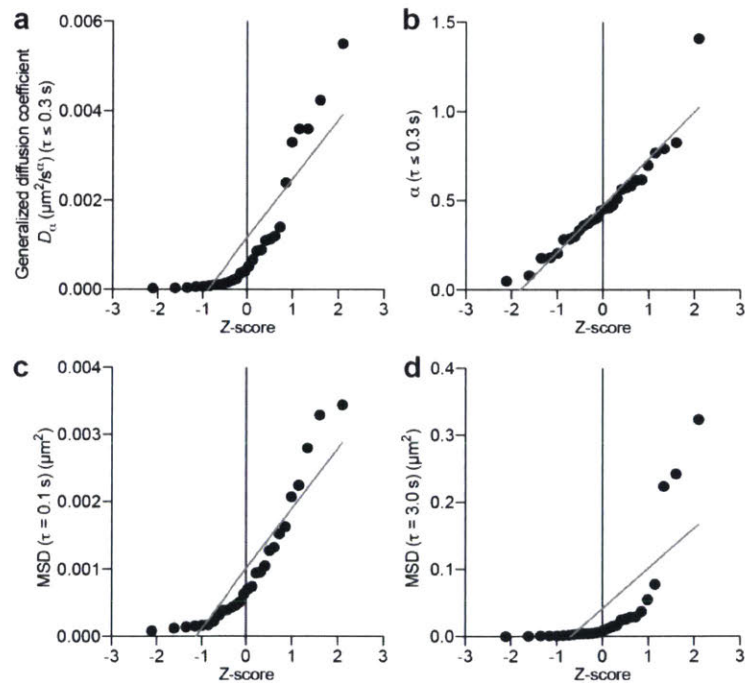 a
Generalized diffusion coefficient
Dα (μm²/sᵅ) (τ ≤ 0.3 s)
0.006
0.004
0.002
0.000
-3 -2 -1 0 1 2 3
Z-score
b
α (τ ≤ 0.3 s)
1.5
1.0
0.5
0.0
-3 -2 -1 0 1 2 3
Z-score
c
MSD (τ = 0.1 s) (μm²)
0.004
0.003
0.002
0.001
0.000
-3 -2 -1 0 1 2 3
Z-score
d
MSD (τ = 3.0 s) (μm²)
0.4
0.3
0.2
0.1
0.0
-3 -2 -1 0 1 2 3
Z-score